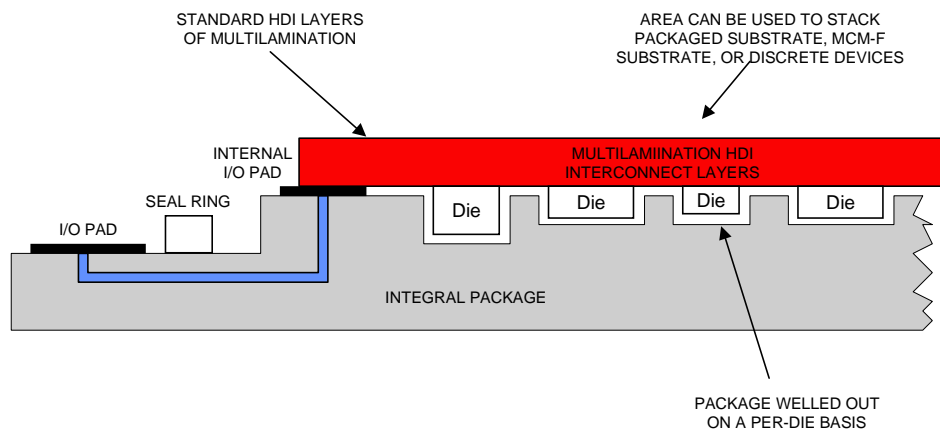 STANDARD HDI LAYERS
OF MULTILAMINATION
AREA CAN BE USED TO STACK
PACKAGED SUBSTRATE, MCM-F
SUBSTRATE, OR DISCRETE DEVICES
INTERNAL
I/O PAD
MULTILAMIINATION HDI
INTERCONNECT LAYERS
SEAL RING
I/O PAD
Die
Die
Die
Die
INTEGRAL PACKAGE
PACKAGE WELLED OUT
ON A PER-DIE BASIS